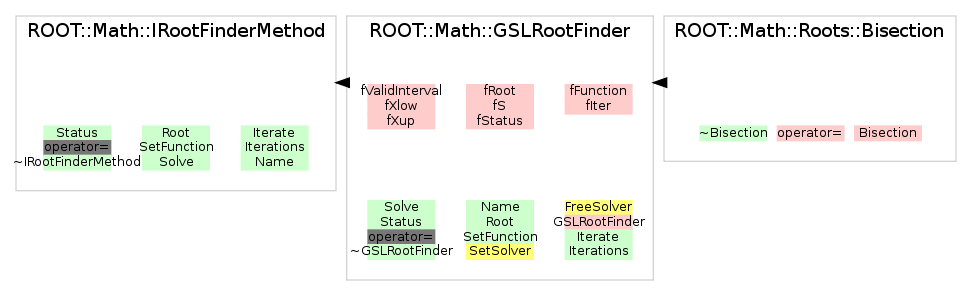 ROOT::Math::IRootFinderMethod
Status Root Iterate
operator= SetFunction Iterations
~IRootFinderMethod Solve Name
ROOT::Math::GSLRootFinder
fValidInterval fRoot fFunction
fXlow fS fIter
fXup fStatus
Solve Name FreeSolver
Status Root GSLRootFinder
operator= SetFunction Iterate
~GSLRootFinder SetSolver Iterations
ROOT::Math::Roots::Bisection
~Bisection operator= Bisection